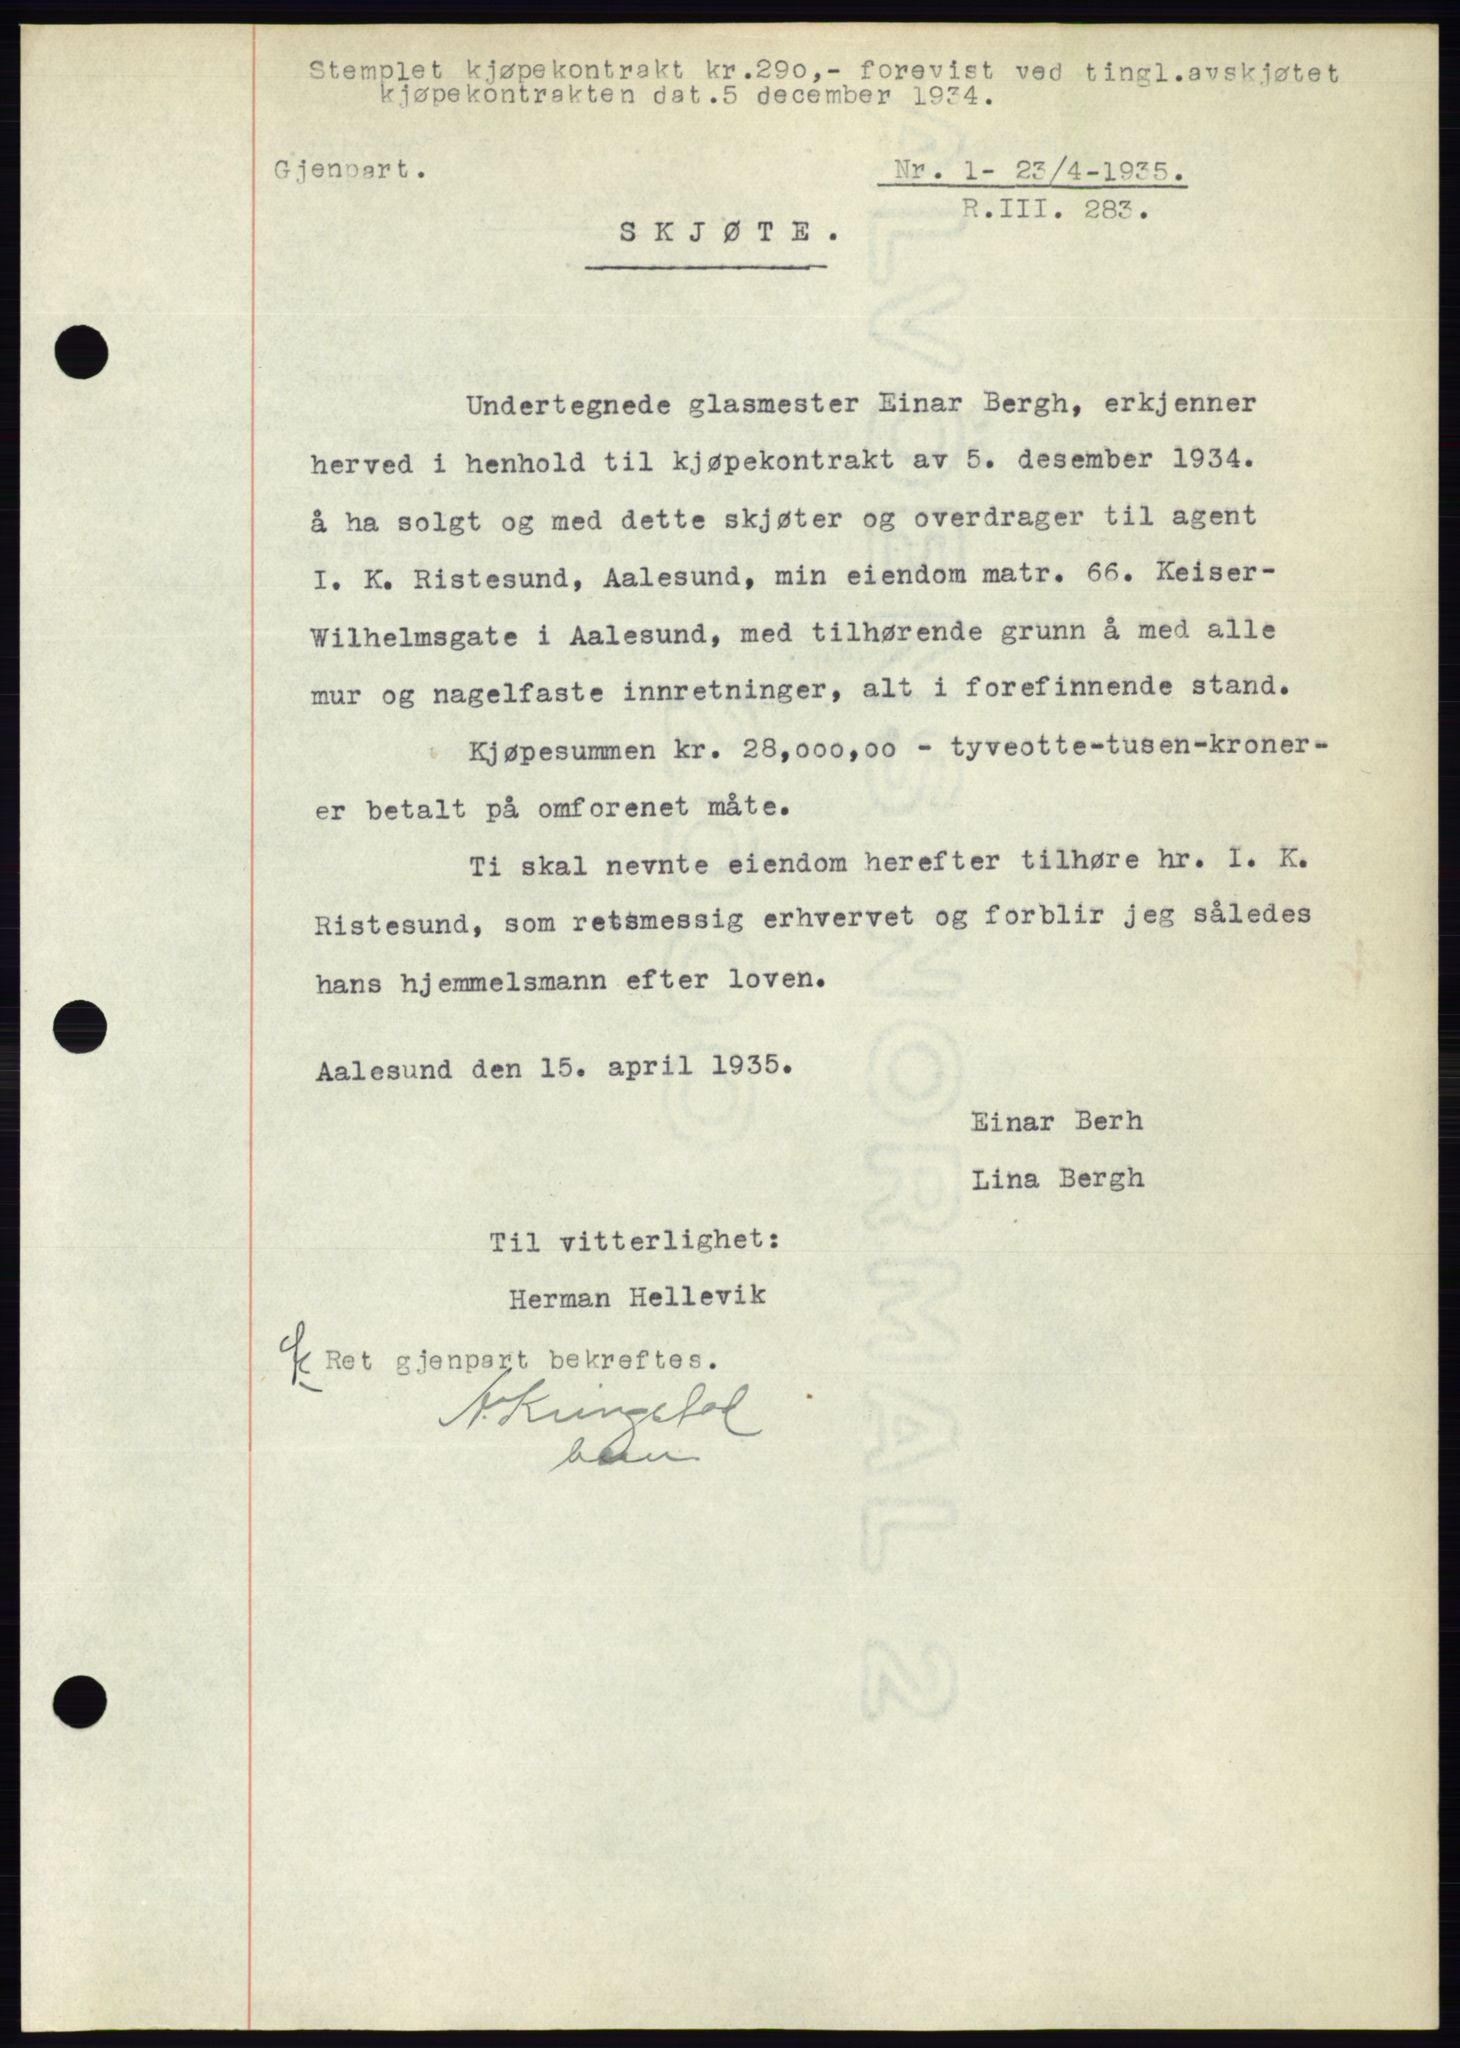 Stemplet kjøpekontrakt kr.290,- forevist ved tingl.avskjøtet
kjøpekontrakten dat.5 december 1934.
Gjenpart.
Nr. 1- 23/4-1935.
R.III. 283.
SKJØTE.
Undertegnede glasmester Einar Bergh, erkjenner
herved i henhold til kjøpekontrakt av 5. desember 1934.
å ha solgt og med dette skjøter og overdrager til agent
I. K. Ristesund, Aalesund, min eiendom matr. 66. Keiser-
Wilhelmsgate i Aalesund, med tilhørende grunn å med alle
mur og nagelfaste innretninger, alt i forefinnende stand.
Kjøpesummen kr. 28,000,00 - tyveotte-tusen-kroner-
er betalt på omforenet måte.
Ti skal nevnte eiendom herefter tilhøre hr. I. K.
Ristesund, som retsmessig erhvervet og forblir jeg således
hans hjemmelsmann efter loven.
Aalesund den 15. april 1935.
Einar Berh
Lina Bergh
Til vitterlighet:
Herman Hellevik
Ret gjenpart bekreftes.